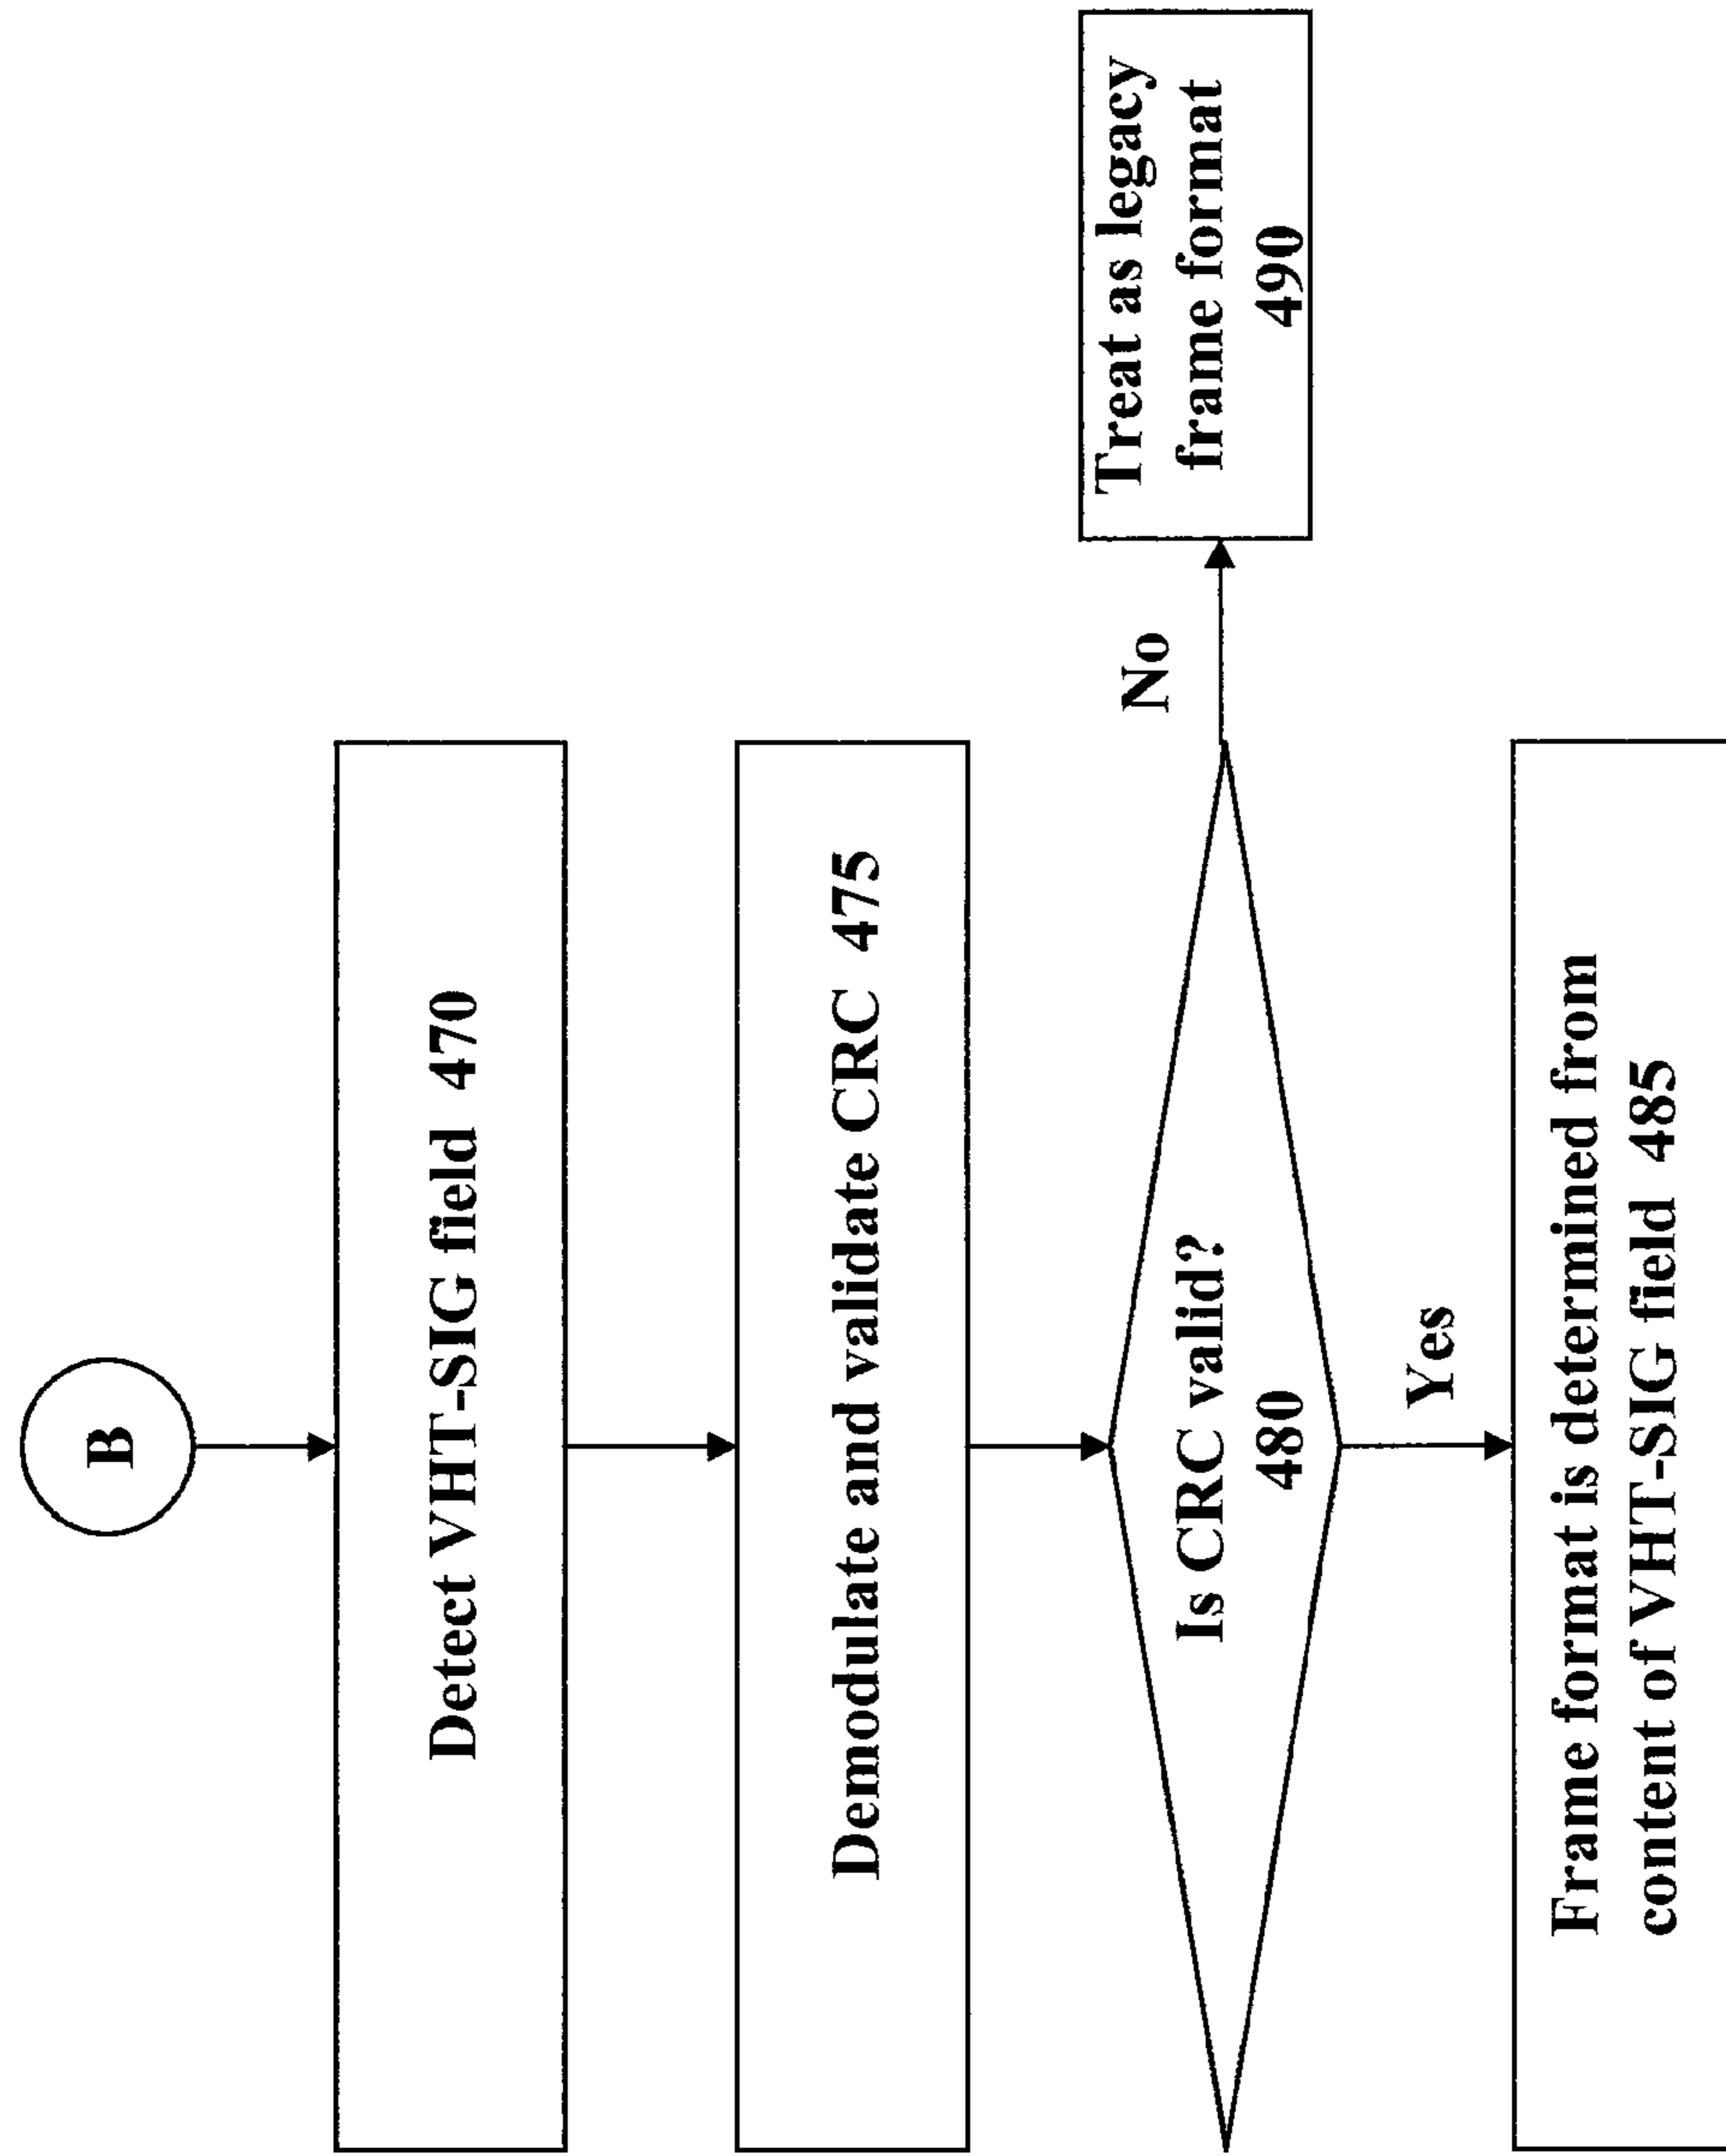 B
Detect VHT-SIG field 470
Demodulate and validate CRC 475
Is CRC valid?
480
No
Treat as legacy
frame format
490
Yes
Frame format is determined from
content of VHT-SIG field 485